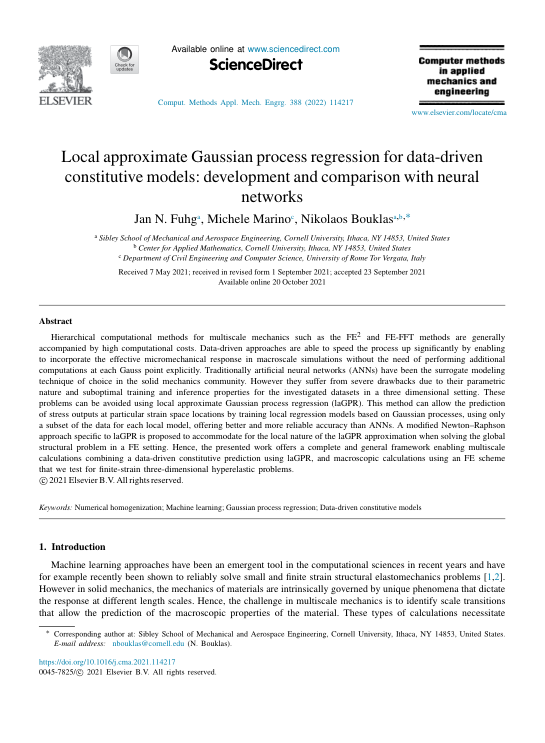 Available online at www.sciencedirect.com
ScienceDirect
Check for
updates
ELSEVIER
Comput. Methods Appl. Mech. Engrg. 388 (2022) 114217
Computer methods
in applied
mechanics and
engineering
www.elsevier.com/locate/cma
Local approximate Gaussian process regression for data-driven
constitutive models: development and comparison with neural
networks
Jan N. Fuhgᵃ, Michele Marinoᶜ, Nikolaos Bouklasᵃ,ᵇ,*
ᵃ Sibley School of Mechanical and Aerospace Engineering, Cornell University, Ithaca, NY 14853, United States
ᵇ Center for Applied Mathematics, Cornell University, Ithaca, NY 14853, United States
ᶜ Department of Civil Engineering and Computer Science, University of Rome Tor Vergata, Italy
Received 7 May 2021; received in revised form 1 September 2021; accepted 23 September 2021
Available online 20 October 2021
Abstract
Hierarchical computational methods for multiscale mechanics such as the FE² and FE-FFT methods are generally
accompanied by high computational costs. Data-driven approaches are able to speed the process up significantly by enabling
to incorporate the effective micromechanical response in macroscale simulations without the need of performing additional
computations at each Gauss point explicitly. Traditionally artificial neural networks (ANNs) have been the surrogate modeling
technique of choice in the solid mechanics community. However they suffer from severe drawbacks due to their parametric
nature and suboptimal training and inference properties for the investigated datasets in a three dimensional setting. These
problems can be avoided using local approximate Gaussian process regression (laGPR). This method can allow the prediction
of stress outputs at particular strain space locations by training local regression models based on Gaussian processes, using only
a subset of the data for each local model, offering better and more reliable accuracy than ANNs. A modified Newton–Raphson
approach specific to laGPR is proposed to accommodate for the local nature of the laGPR approximation when solving the global
structural problem in a FE setting. Hence, the presented work offers a complete and general framework enabling multiscale
calculations combining a data-driven constitutive prediction using laGPR, and macroscopic calculations using an FE scheme
that we test for finite-strain three-dimensional hyperelastic problems.
© 2021 Elsevier B.V. All rights reserved.
Keywords: Numerical homogenization; Machine learning; Gaussian process regression; Data-driven constitutive models
1. Introduction
Machine learning approaches have been an emergent tool in the computational sciences in recent years and have
for example recently been shown to reliably solve small and finite strain structural elastomechanics problems [1,2].
However in solid mechanics, the mechanics of materials are intrinsically governed by unique phenomena that dictate
the response at different length scales. Hence, the challenge in multiscale mechanics is to identify scale transitions
that allow the prediction of the macroscopic properties of the material. These types of calculations necessitate
* Corresponding author at: Sibley School of Mechanical and Aerospace Engineering, Cornell University, Ithaca, NY 14853, United States.
E-mail address: nbouklas@cornell.edu (N. Bouklas).
https://doi.org/10.1016/j.cma.2021.114217
0045-7825/© 2021 Elsevier B.V. All rights reserved.